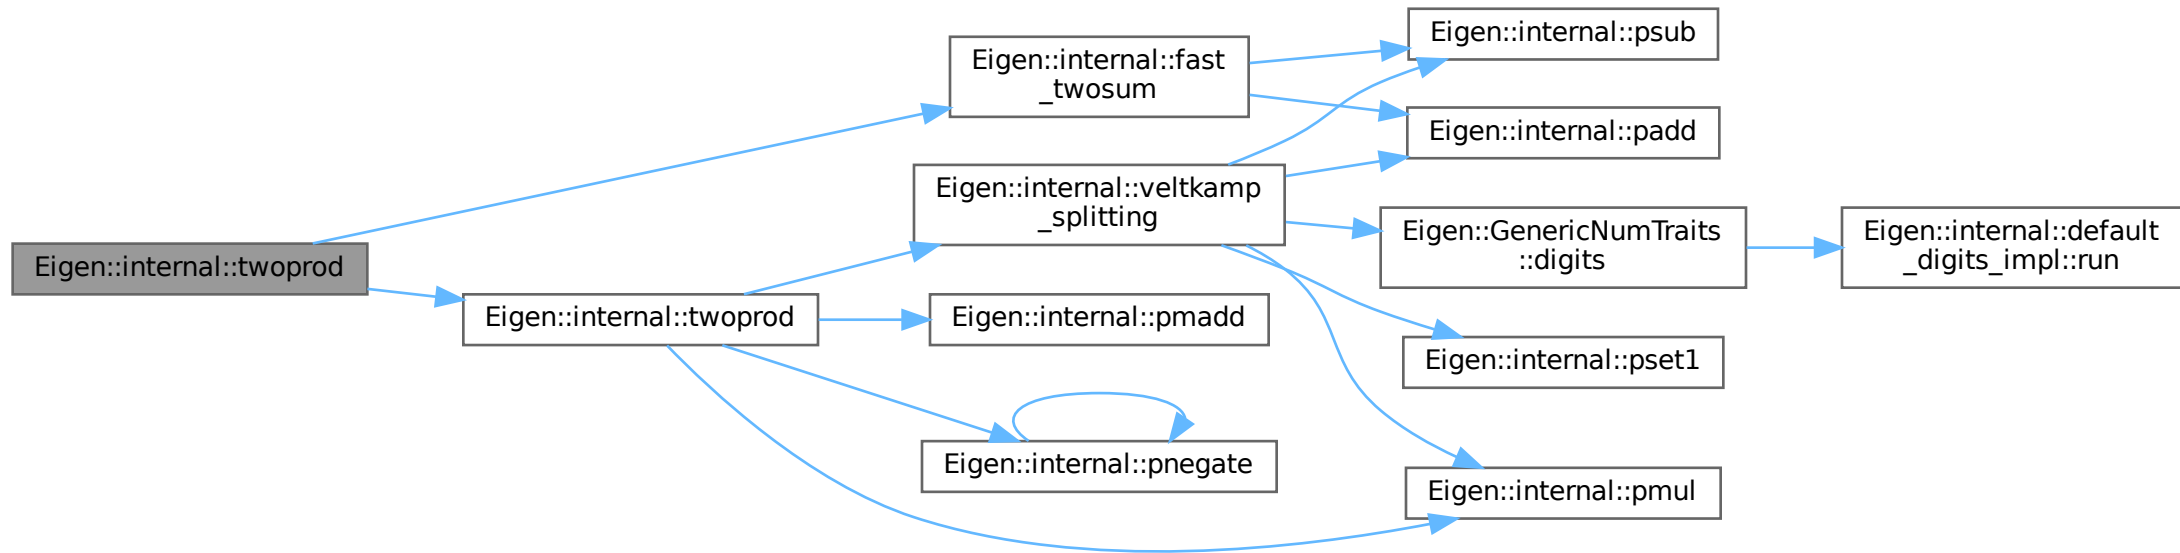 Eigen::internal::twoprod
Eigen::internal::fast
_twosum
Eigen::internal::twoprod
Eigen::internal::veltkamp
_splitting
Eigen::internal::pmadd
Eigen::internal::pnegate
Eigen::internal::psub
Eigen::internal::padd
Eigen::GenericNumTraits
::digits
Eigen::internal::pset1
Eigen::internal::pmul
Eigen::internal::default
_digits_impl::run